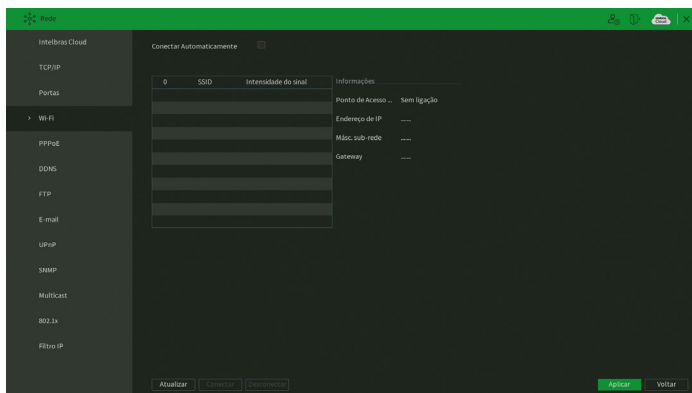 Rede
Cloud
Intelbras Cloud
TCP/IP
Portas
Wi-Fi
PPPoE
DDNS
FTP
E-mail
UPnP
SNMP
Multicast
802.1x
Filtro IP
Conectar Automaticamente
0 SSID Intensidade do sinal
Informações
Ponto de Acesso ... Sem ligação
Endereço de IP ----
Másc. sub-rede ----
Gateway ----
Atualizar Conectar Desconectar
Aplicar Voltar